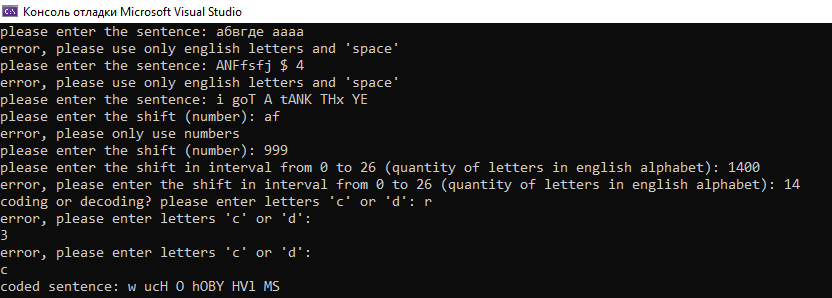 Консоль отладки Microsoft Visual Studio
please enter the sentence: абвгде аааа
error, please use only english letters and 'space'
please enter the sentence: ANFfsfj $ 4
error, please use only english letters and 'space'
please enter the sentence: i goT A tANK THx YE
please enter the shift (number): af
error, please only use numbers
please enter the shift (number): 999
please enter the shift in interval from 0 to 26 (quantity of letters in english alphabet): 1400
error, please enter the shift in interval from 0 to 26 (quantity of letters in english alphabet): 14
coding or decoding? please enter letters 'c' or 'd': r
error, please enter letters 'c' or 'd':
3
error, please enter letters 'c' or 'd':
c
coded sentence: w ucH O hOBY HVl MS